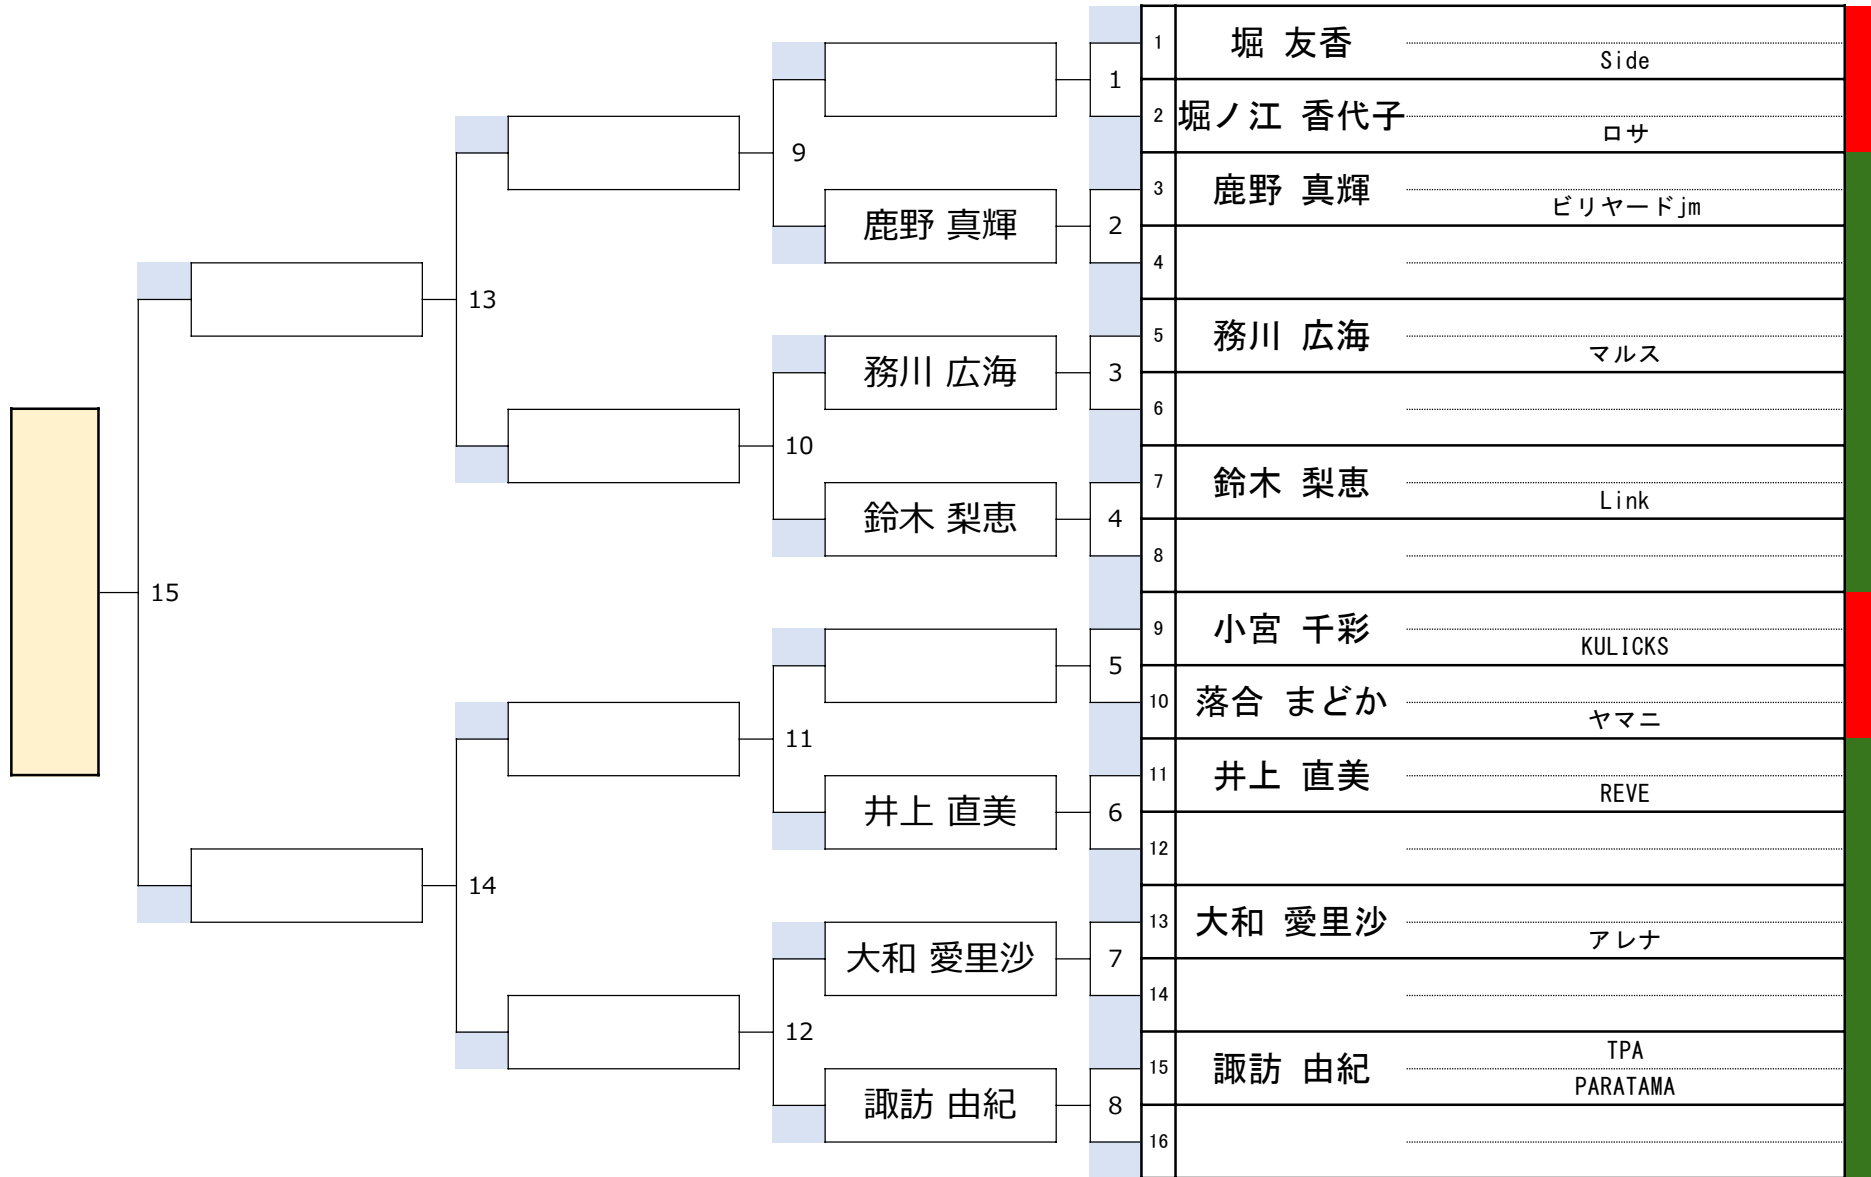 1 堀 友香 Side
1
2 堀ノ江 香代子 ロサ
9
3 鹿野 真輝 ビリヤードjm
鹿野 真輝 2
4
13
5 務川 広海 マルス
務川 広海 3
6
10
7 鈴木 梨恵 Link
鈴木 梨恵 4
8
15
9 小宮 千彩 KULICKS
5
10 落合 まどか ヤマニ
11
11 井上 直美 REVE
井上 直美 6
12
14
13 大和 愛里沙 アレナ
大和 愛里沙 7
14
12
TPA
15 諏訪 由紀 PARATAMA
諏訪 由紀 8
16